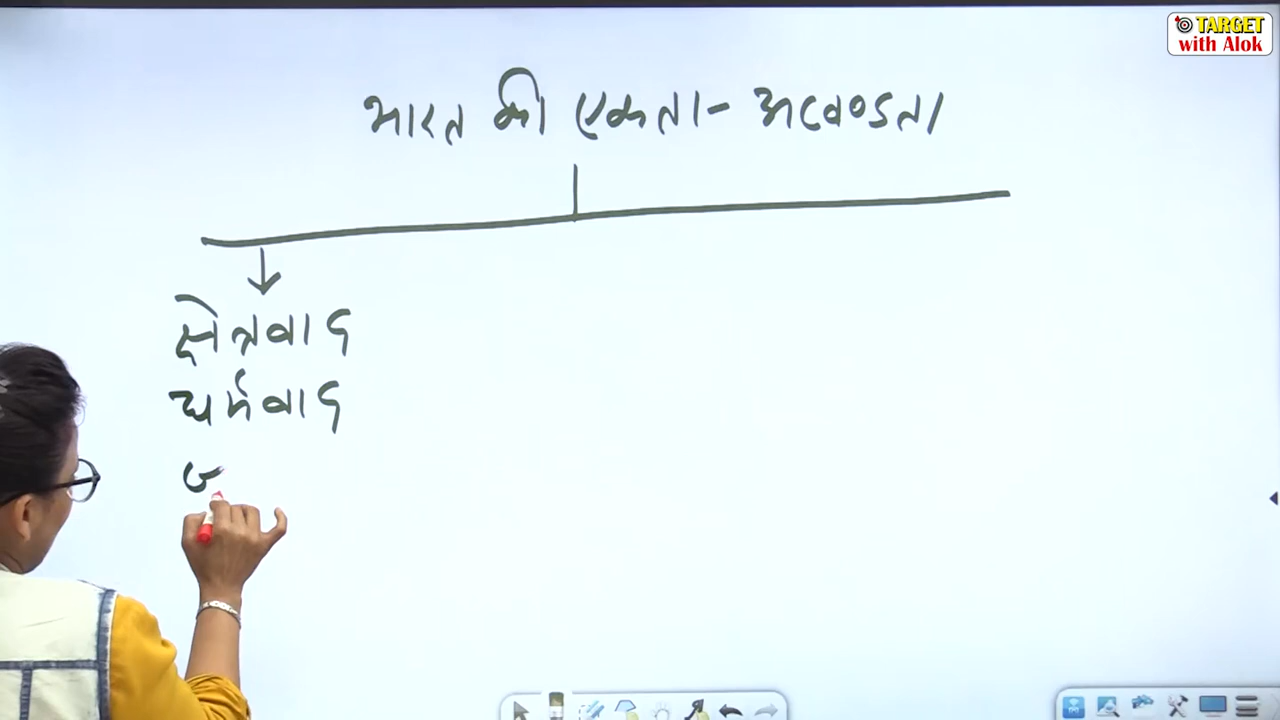 TARGET
with Alok
भारत की एकता - अखण्डता
क्षेत्रवाद
धर्मवाद